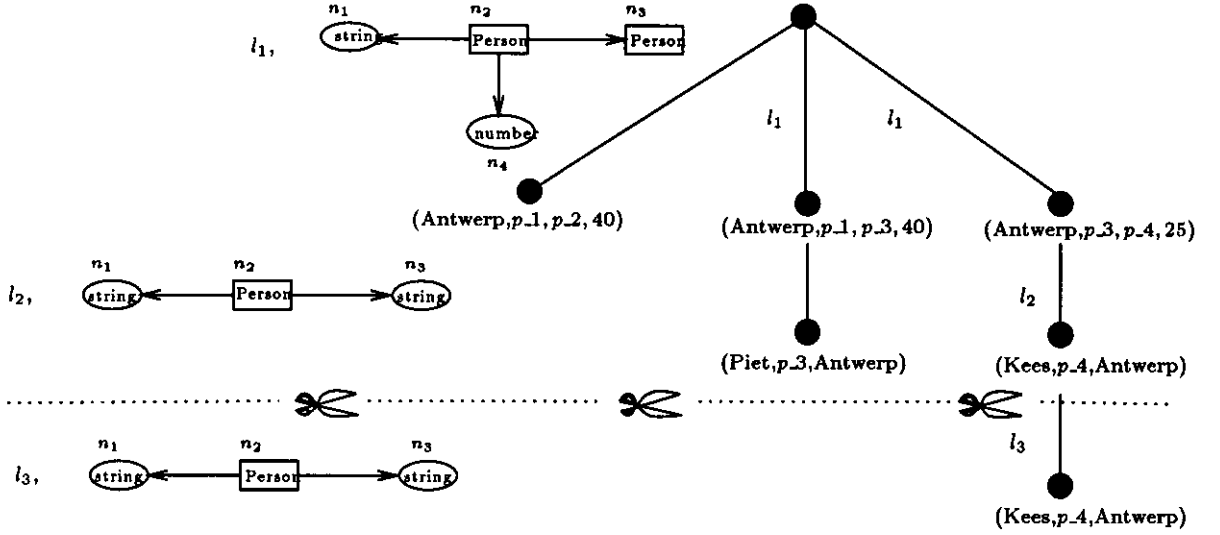 n₁ n₂ n₃
l₁, string Person Person
number
n₄
l₁ l₁
(Antwerp,p_1, p_2, 40) (Antwerp,p_1, p_3, 40) (Antwerp,p_3, p_4, 25)
n₁ n₂ n₃
l₂, string Person string
l₂
(Piet,p_3,Antwerp) (Kees,p_4,Antwerp)
n₁ n₂ n₃
l₃
l₃, string Person string
(Kees,p_4,Antwerp)